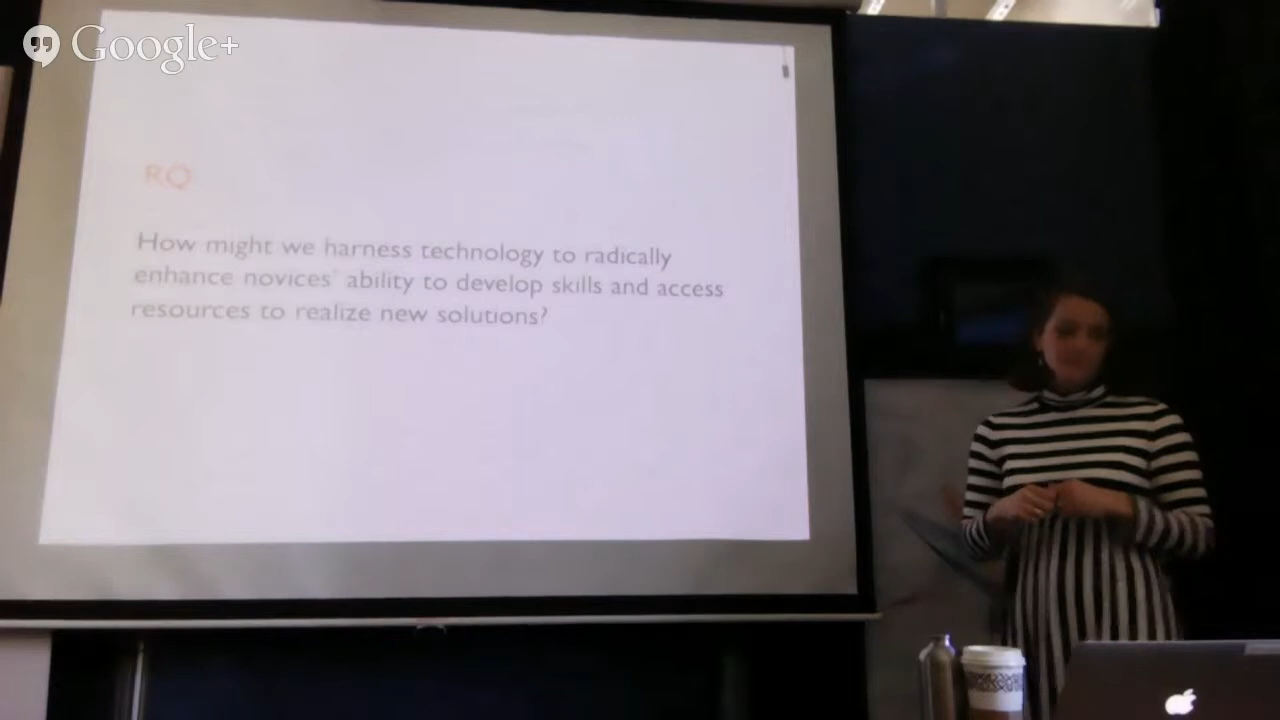 Google+
RQ
How might we harness technology to radically
enhance novices' ability to develop skills and access
resources to realize new solutions?